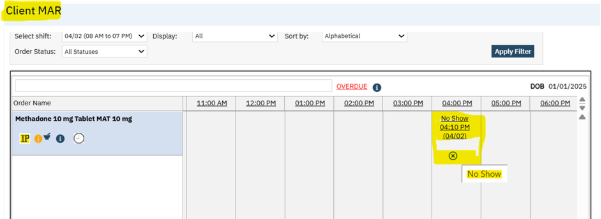 Client MAR
Select shift: 04/02 (08 AM to 07 PM) Display: All Sort by: Alphabetical
Order Status: All Statuses Apply Filter
OVERDUE i DOB 01/01/2025
Order Name 11:00 AM 12:00 PM 01:00 PM 02:00 PM 03:00 PM 04:00 PM 05:00 PM 06:00 PM
Methadone 10 mg Tablet MAT 10 mg
No Show
04:10 PM
(04/02)
IP i i
No Show